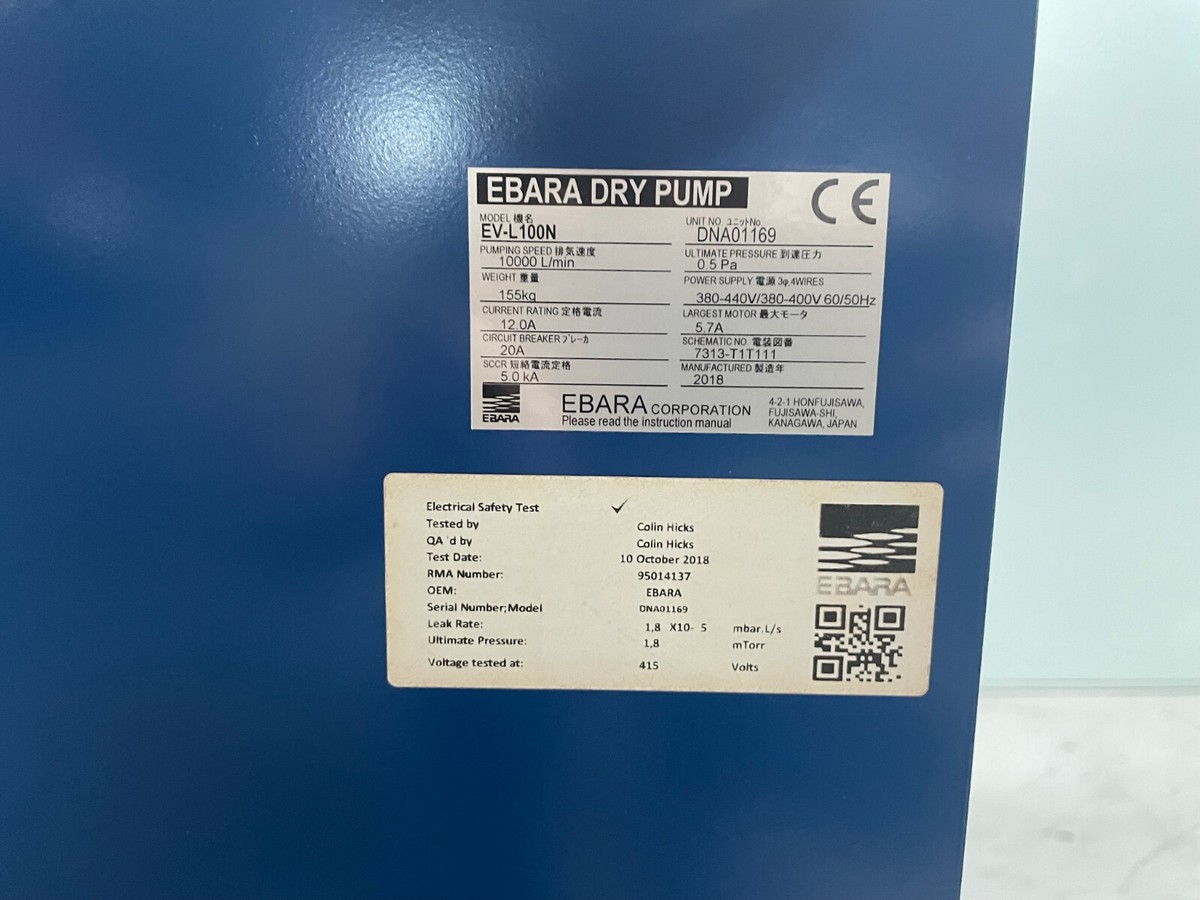 EBARA DRY PUMP
CE
MODEL 機名
EV-L100N
UNIT NO. ユニットNo.
DNA01169
PUMPING SPEED 排気速度
10000 L/min
ULTIMATE PRESSURE 到達圧力
0.5 Pa
WEIGHT 重量
155kg
POWER SUPPLY 電源 3φ,4WIRES
380-440V/380-400V 60/50Hz
CURRENT RATING 定格電流
12.0A
LARGEST MOTOR 最大モータ
5.7A
CIRCUIT BREAKER ブレーカ
20A
SCHEMATIC NO. 電装図番
7313-T1T111
SCCR 短絡電流定格
5.0 kA
MANUFACTURED 製造年
2018
EBARA
EBARA CORPORATION
Please read the instruction manual
4-2-1 HONFUJISAWA,
FUJISAWA-SHI,
KANAGAWA, JAPAN
Electrical Safety Test ✓
Tested by Colin Hicks
QA 'd by Colin Hicks
Test Date: 10 October 2018
RMA Number: 95014137
OEM: EBARA
Serial Number;Model DNA01169
Leak Rate: 1,8 X10- 5 mbar.L/s
Ultimate Pressure: 1,8 mTorr
Voltage tested at: 415 Volts
EBARA